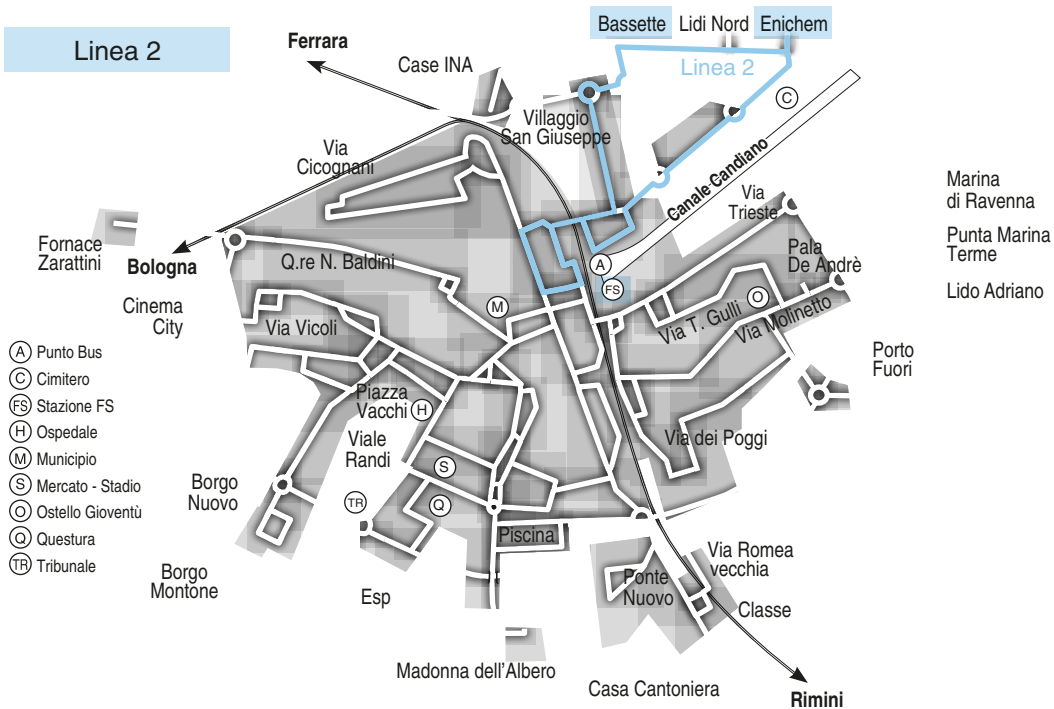 Linea 2
Ferrara
Case INA
Bassette
Lidi Nord
Enichem
Linea 2
C
Villaggio
San Giuseppe
Via
Cicognani
Canale Candiano
Via
Trieste
Marina
di Ravenna
Punta Marina
Terme
Lido Adriano
Fornace
Zarattini
Bologna
Q.re N. Baldini
A
FS
Pala
De Andrè
Cinema
City
M
Via Vicoli
Via T. Gulli
O
Via Molinetto
Porto
Fuori
A Punto Bus
C Cimitero
FS Stazione FS
H Ospedale
M Municipio
S Mercato - Stadio
O Ostello Gioventù
Q Questura
TR Tribunale
Piazza
Vacchi
H
Viale
Randi
Via dei Poggi
S
Borgo
Nuovo
TR
Q
Piscina
Via Romea
vecchia
Borgo
Montone
Esp
Ponte
Nuovo
Classe
Madonna dell'Albero
Casa Cantoniera
Rimini